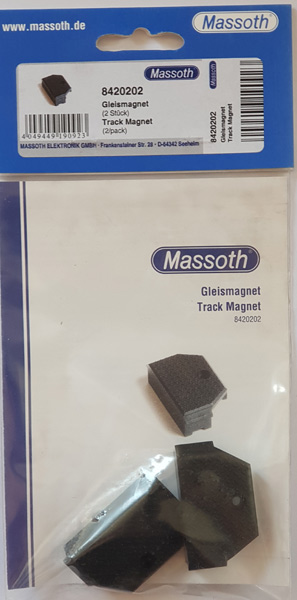 www.massoth.de
Massoth®
Massoth®
8420202
Gleismagnet
(2 Stück)
Track Magnet
(2/pack)
4 049449 190923
MASSOTH ELEKTRONIK GMBH · Frankensteiner Str. 28 · D-64342 Seeheim
8420202
Gleismagnet
Track Magnet
Massoth®
Gleismagnet
Track Magnet
8420202